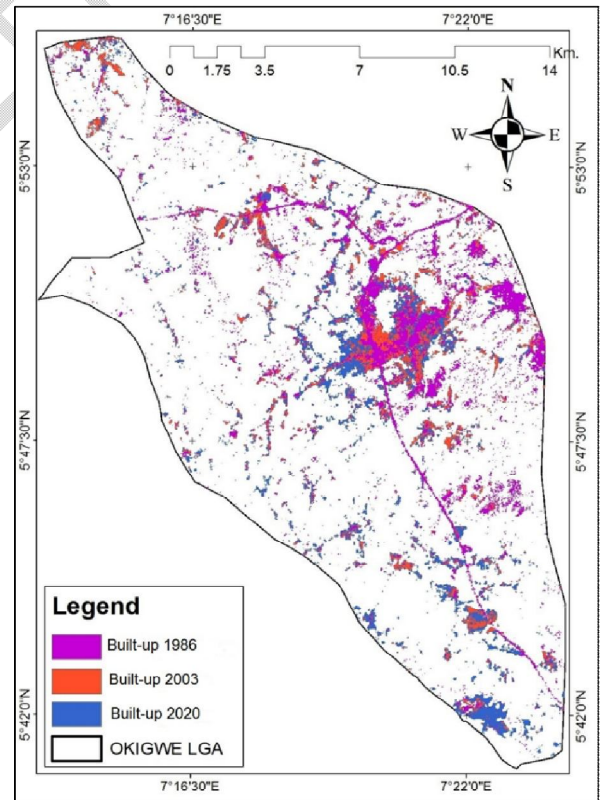 7°16'30"E 7°22'0"E
Km.
0 1.75 3.5 7 10.5 14
N
W E
S
5°53'0"N 5°53'0"N
5°47'30"N 5°47'30"N
5°42'0"N 5°42'0"N
Legend
Built-up 1986
Built-up 2003
Built-up 2020
OKIGWE LGA
7°16'30"E 7°22'0"E